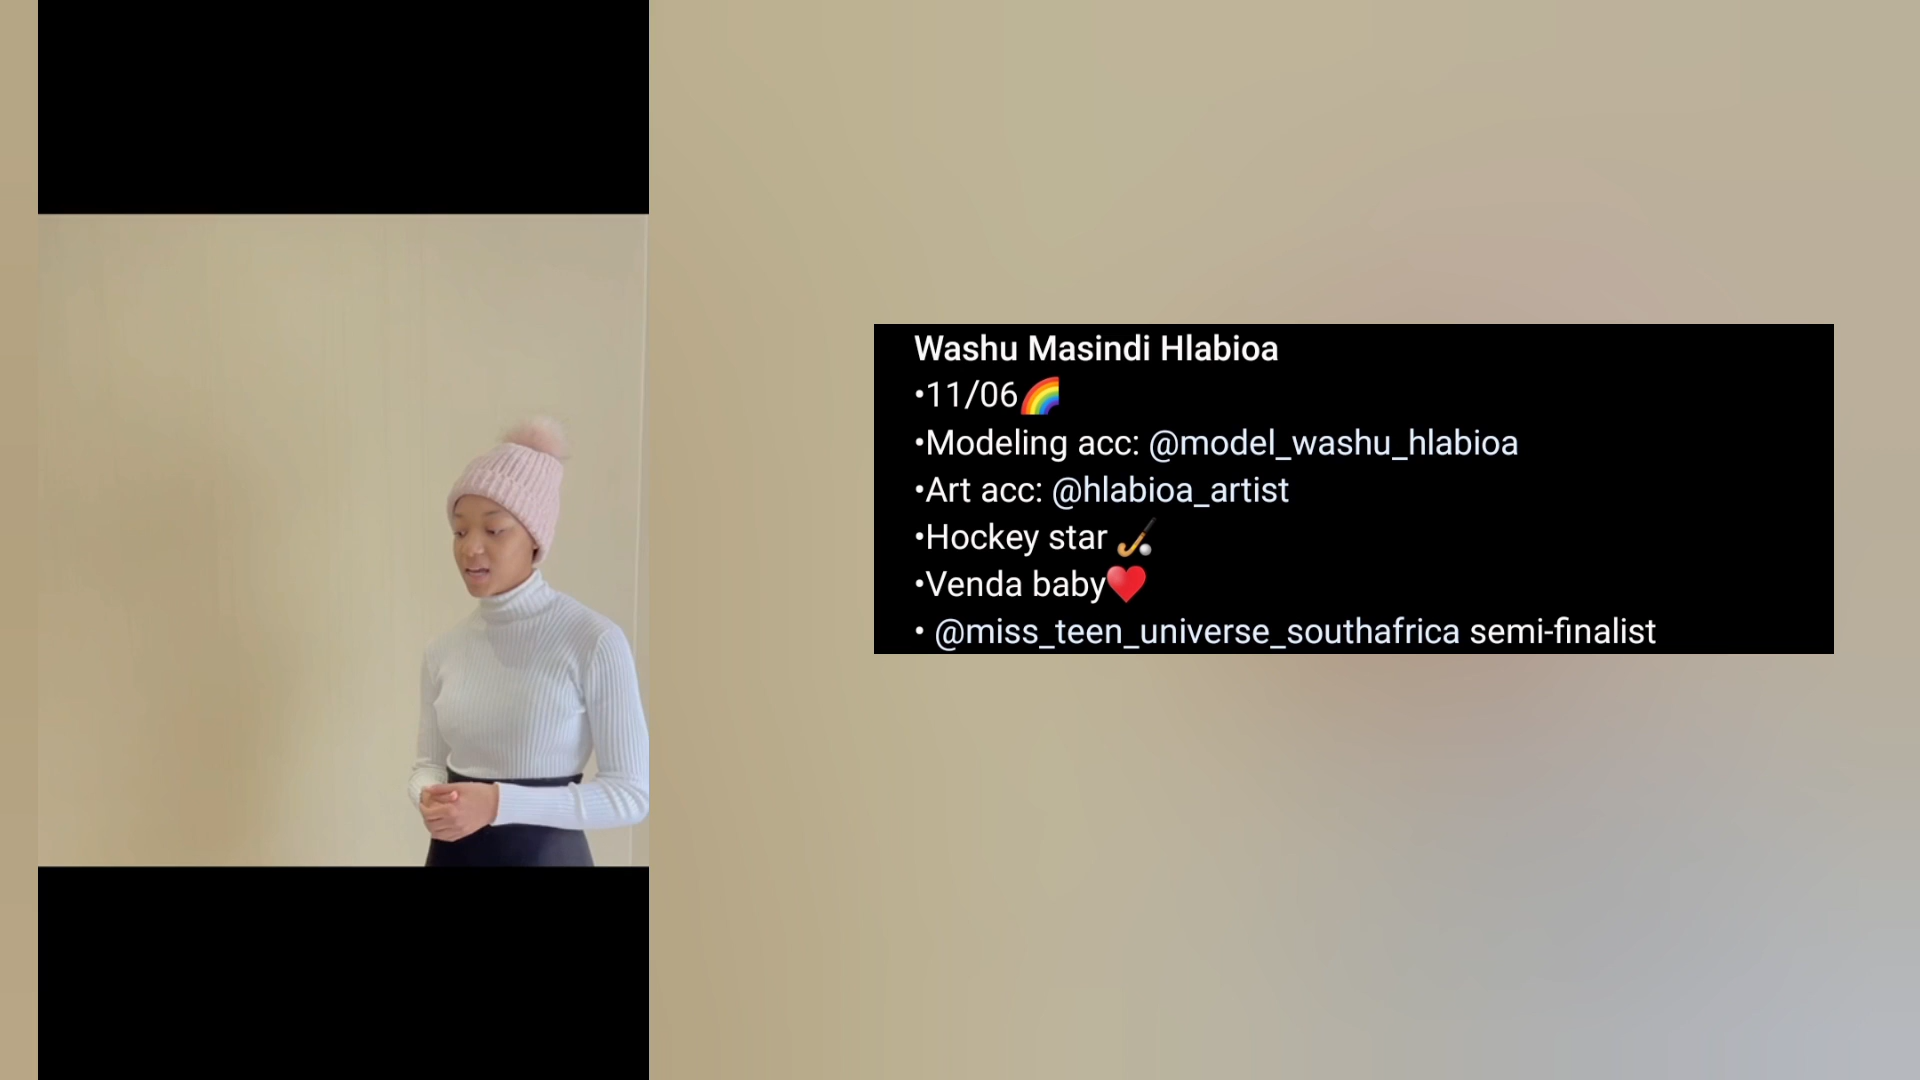 Washu Masindi Hlabioa
•11/06🌈
•Modeling acc: @model_washu_hlabioa
•Art acc: @hlabioa_artist
•Hockey star 🏑
•Venda baby♥️
• @miss_teen_universe_southafrica semi-finalist